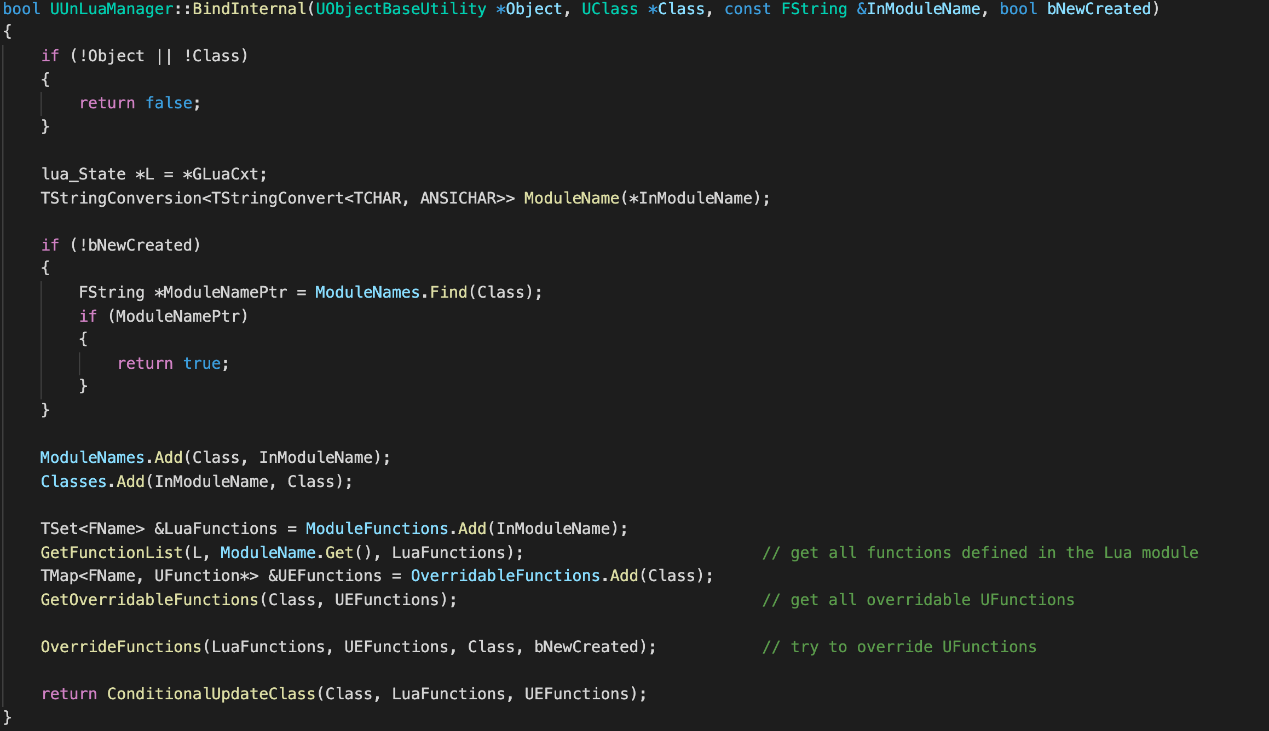 bool UUnLuaManager::BindInternal(UObjectBaseUtility *Object, UClass *Class, const FString &InModuleName, bool bNewCreated)
{
    if (!Object || !Class)
    {
        return false;
    }
    lua_State *L = *GLuaCxt;
    TStringConversion<TStringConvert<TCHAR, ANSICHAR>> ModuleName(*InModuleName);
    if (!bNewCreated)
    {
        FString *ModuleNamePtr = ModuleNames.Find(Class);
        if (ModuleNamePtr)
        {
            return true;
        }
    }
    ModuleNames.Add(Class, InModuleName);
    Classes.Add(InModuleName, Class);
    TSet<FName> &LuaFunctions = ModuleFunctions.Add(InModuleName);
    GetFunctionList(L, ModuleName.Get(), LuaFunctions);                         // get all functions defined in the Lua module
    TMap<FName, UFunction*> &UEFunctions = OverridableFunctions.Add(Class);
    GetOverridableFunctions(Class, UEFunctions);                                // get all overridable UFunctions
    OverrideFunctions(LuaFunctions, UEFunctions, Class, bNewCreated);           // try to override UFunctions
    return ConditionalUpdateClass(Class, LuaFunctions, UEFunctions);
}